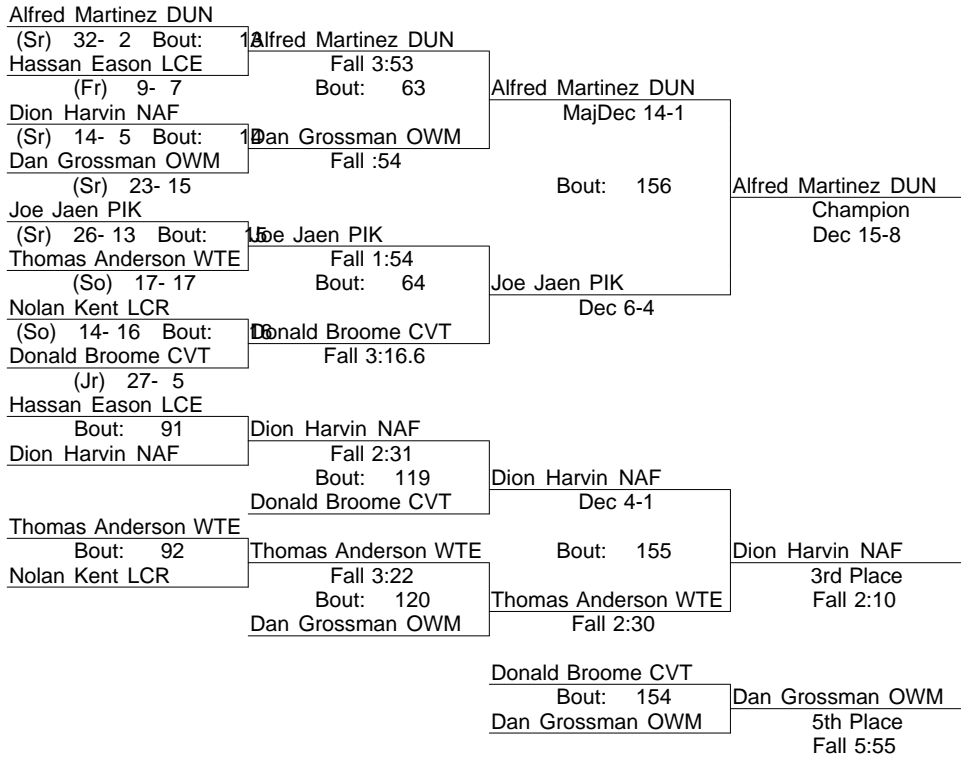 Alfred Martinez DUN
(Sr) 32- 2 Bout: 13
Alfred Martinez DUN
Hassan Eason LCE
Fall 3:53
(Fr) 9- 7
Bout: 63
Alfred Martinez DUN
Dion Harvin NAF
MajDec 14-1
(Sr) 14- 5 Bout: 14
Dan Grossman OWM
Dan Grossman OWM
Fall :54
(Sr) 23- 15
Bout: 156
Alfred Martinez DUN
Joe Jaen PIK
Champion
(Sr) 26- 13 Bout: 15
Joe Jaen PIK
Dec 15-8
Thomas Anderson WTE
Fall 1:54
(So) 17- 17
Bout: 64
Joe Jaen PIK
Nolan Kent LCR
Dec 6-4
(So) 14- 16 Bout: 16
Donald Broome CVT
Donald Broome CVT
Fall 3:16.6
(Jr) 27- 5
Hassan Eason LCE
Bout: 91
Dion Harvin NAF
Dion Harvin NAF
Fall 2:31
Bout: 119
Dion Harvin NAF
Donald Broome CVT
Dec 4-1
Thomas Anderson WTE
Bout: 92
Thomas Anderson WTE
Bout: 155
Dion Harvin NAF
Nolan Kent LCR
Fall 3:22
3rd Place
Bout: 120
Thomas Anderson WTE
Fall 2:10
Dan Grossman OWM
Fall 2:30
Donald Broome CVT
Bout: 154
Dan Grossman OWM
Dan Grossman OWM
5th Place
Fall 5:55